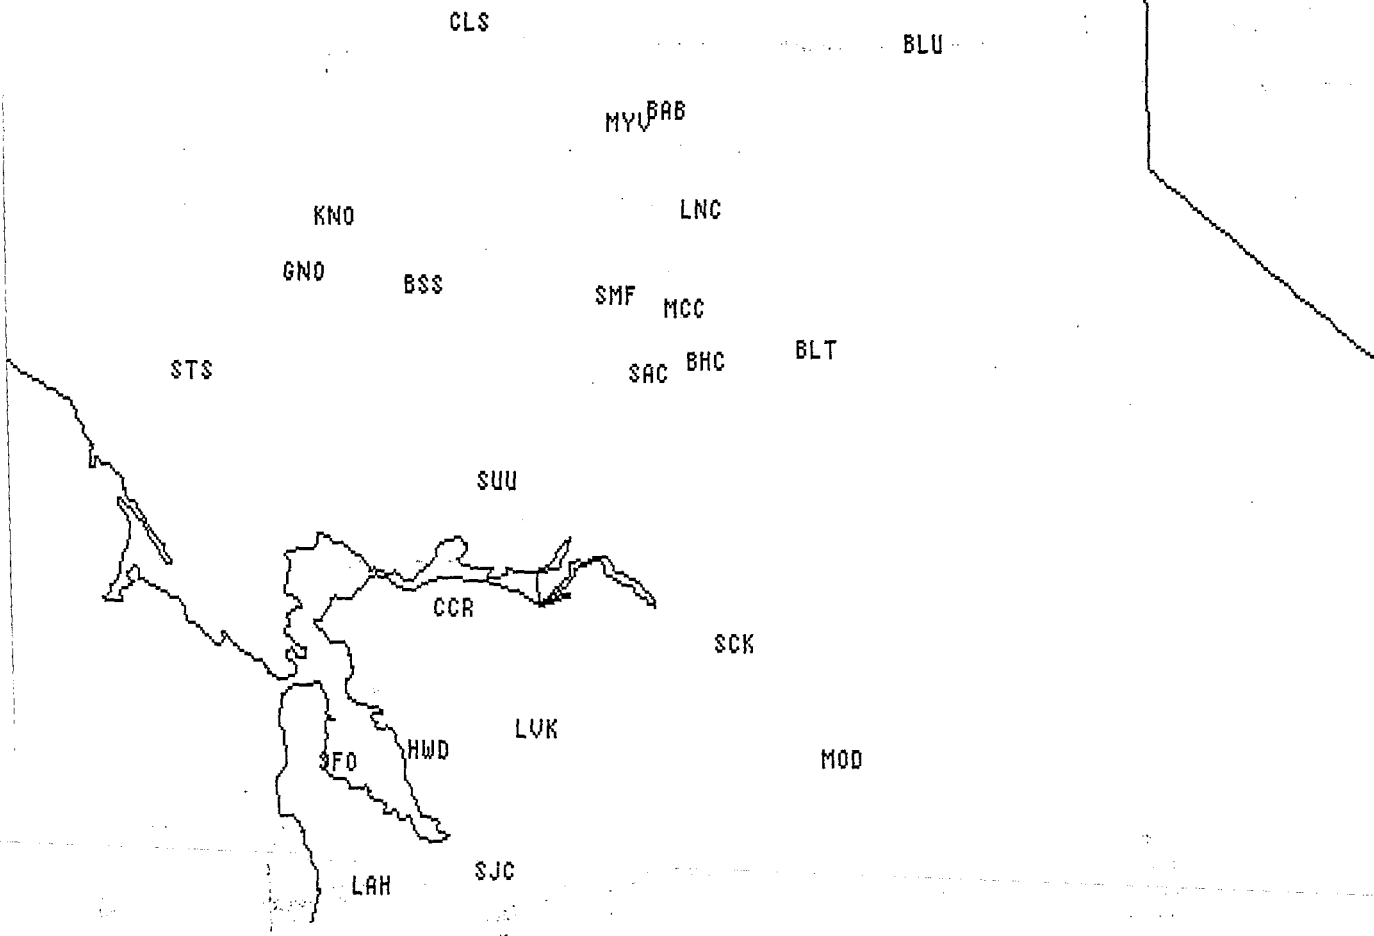 CLS
BLU
BAB
MYV
LNC
KNO
GNO
BSS
SMF
MCC
BLT
BHC
STS
SAC
SUU
CCR
SCK
LVK
HWD
SFO
MOD
SJC
LAH